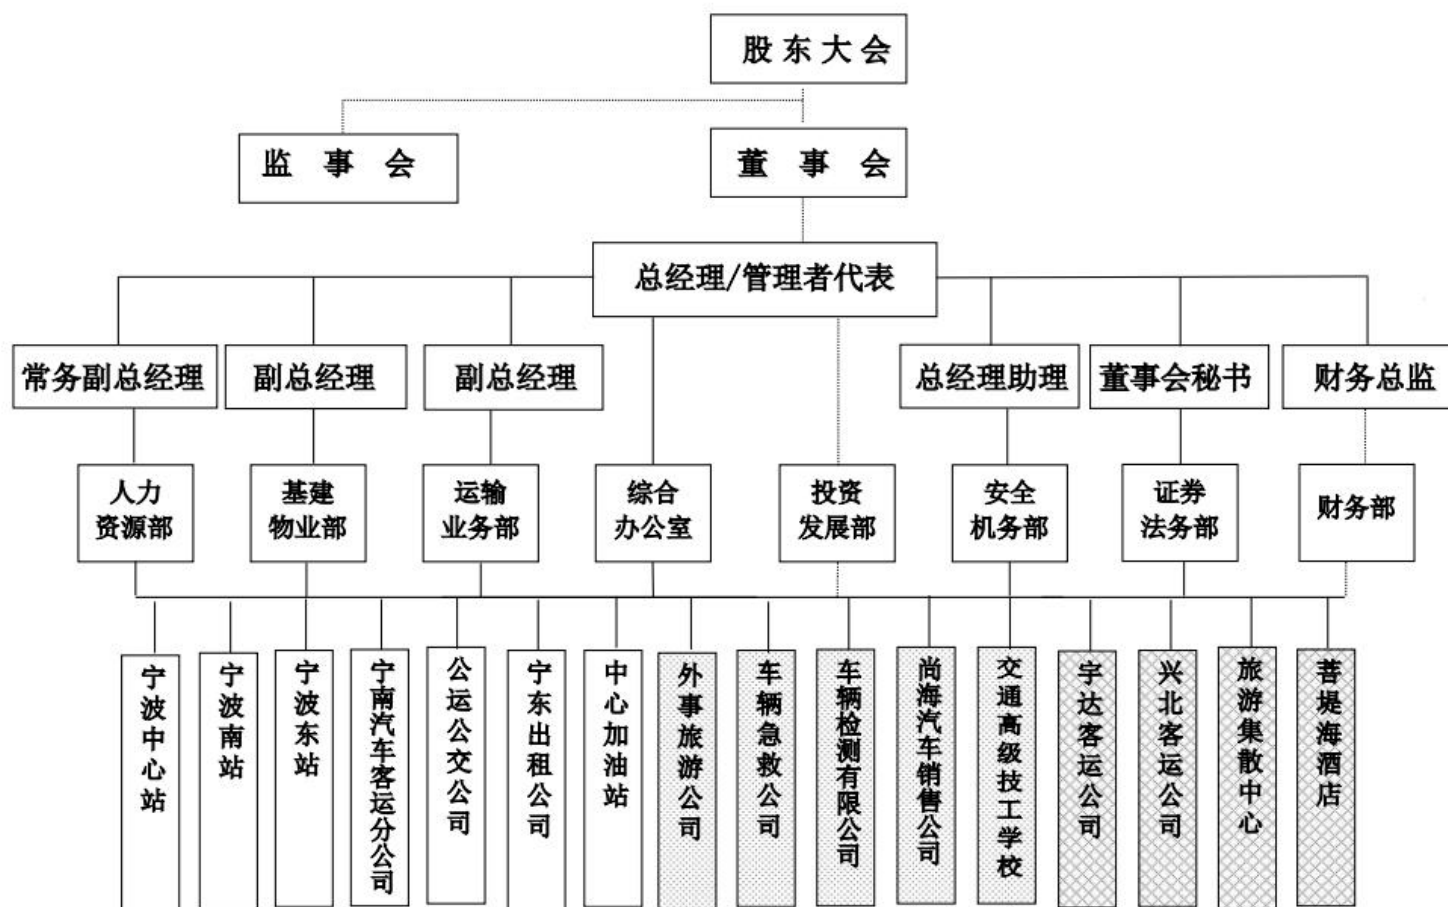 股东大会
监事会
董事会
总经理/管理者代表
常务副总经理
副总经理
副总经理
总经理助理
董事会秘书
财务总监
人力
资源部
基建
物业部
运输
业务部
综合
办公室
投资
发展部
安全
机务部
证券
法务部
财务部
宁波中心站
宁波南站
宁波东站
宁南汽车客运分公司
公运公交公司
宁东出租公司
中心加油站
外事旅游公司
车辆急救公司
车辆检测有限公司
尚海汽车销售公司
交通高级技工学校
宇达客运公司
兴北客运公司
旅游集散中心
菩堤海酒店